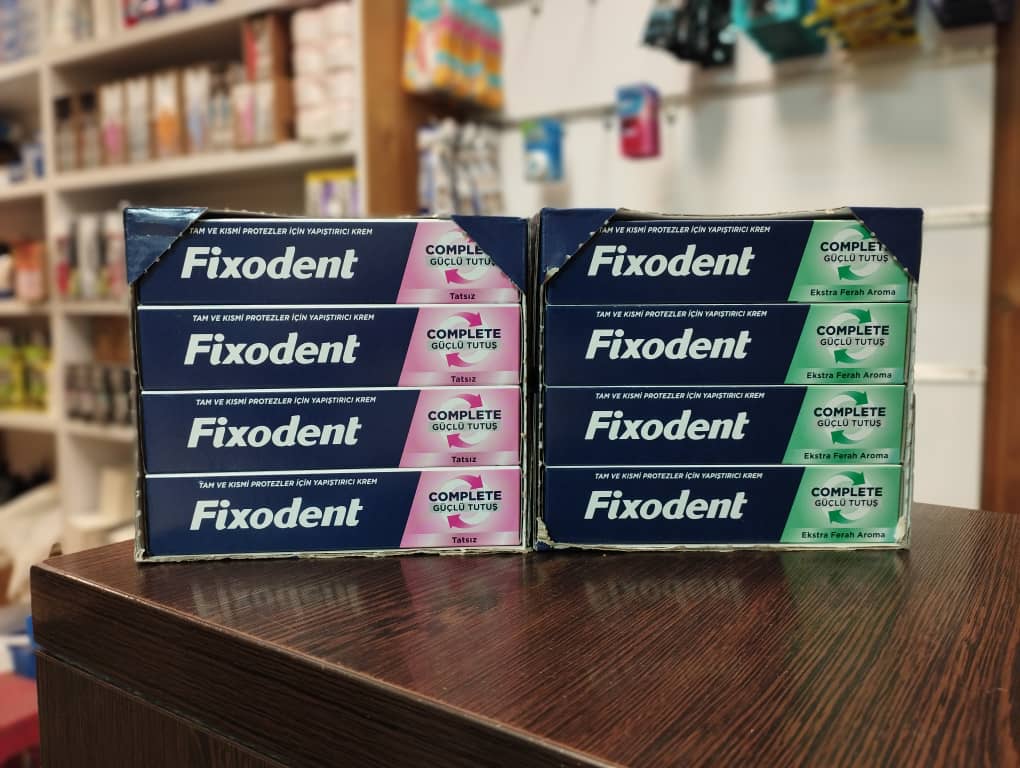 TAM VE KISMİ PROTEZLER İÇİN YAPIŞTIRICI KREM
Fixodent
COMPLE
GÜÇLÜ TUTUŞ
Tatsız
TAM VE KISMİ PROTEZLER İÇİN YAPIŞTIRICI KREM
Fixodent
COMPLETE
GÜÇLÜ TUTUŞ
Tatsız
TAM VE KISMİ PROTEZLER İÇİN YAPIŞTIRICI KREM
Fixodent
COMPLETE
GÜÇLÜ TUTUŞ
Tatsız
TAM VE KISMİ PROTEZLER İÇİN YAPIŞTIRICI KREM
Fixodent
COMPLETE
GÜÇLÜ TUTUŞ
Tatsız
TAM VE KISMİ PROTEZLER İÇİN YAPIŞTIRICI KREM
Fixodent
COMPLET
GÜÇLÜ TUTUŞ
Ekstra Ferah Aroma
TAM VE KISMİ PROTEZLER İÇİN YAPIŞTIRICI KREM
Fixodent
COMPLETE
GÜÇLÜ TUTUŞ
Ekstra Ferah Aroma
TAM VE KISMİ PROTEZLER İÇİN YAPIŞTIRICI KREM
Fixodent
COMPLETE
GÜÇLÜ TUTUŞ
Ekstra Ferah Aroma
TAM VE KISMİ PROTEZLER İÇİN YAPIŞTIRICI KREM
Fixodent
COMPLETE
GÜÇLÜ TUTUŞ
Ekstra Ferah Aroma